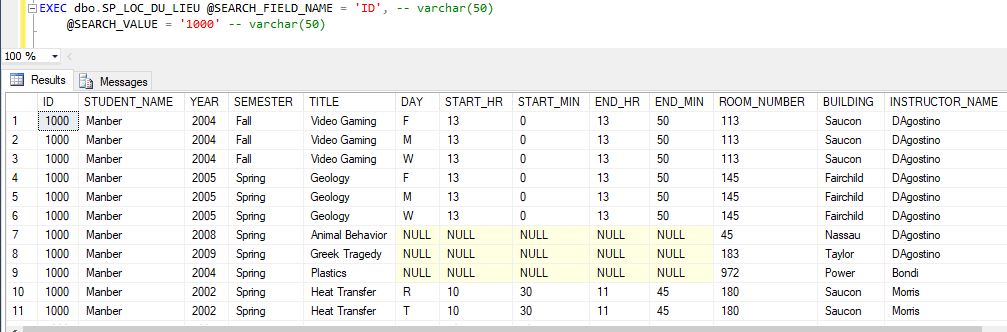 EXEC dbo.SP_LOC_DU_LIEU @SEARCH_FIELD_NAME = 'ID', -- varchar(50)
@SEARCH_VALUE = '1000' -- varchar(50)
100 %
Results Messages
ID STUDENT_NAME YEAR SEMESTER TITLE DAY START_HR START_MIN END_HR END_MIN ROOM_NUMBER BUILDING INSTRUCTOR_NAME
1 1000 Manber 2004 Fall Video Gaming F 13 0 13 50 113 Saucon DAgostino
2 1000 Manber 2004 Fall Video Gaming M 13 0 13 50 113 Saucon DAgostino
3 1000 Manber 2004 Fall Video Gaming W 13 0 13 50 113 Saucon DAgostino
4 1000 Manber 2005 Spring Geology F 13 0 13 50 145 Fairchild DAgostino
5 1000 Manber 2005 Spring Geology M 13 0 13 50 145 Fairchild DAgostino
6 1000 Manber 2005 Spring Geology W 13 0 13 50 145 Fairchild DAgostino
7 1000 Manber 2008 Spring Animal Behavior NULL NULL NULL NULL NULL 45 Nassau DAgostino
8 1000 Manber 2009 Spring Greek Tragedy NULL NULL NULL NULL NULL 183 Taylor DAgostino
9 1000 Manber 2004 Spring Plastics NULL NULL NULL NULL NULL 972 Power Bondi
10 1000 Manber 2002 Spring Heat Transfer R 10 30 11 45 180 Saucon Morris
11 1000 Manber 2002 Spring Heat Transfer T 10 30 11 45 180 Saucon Morris